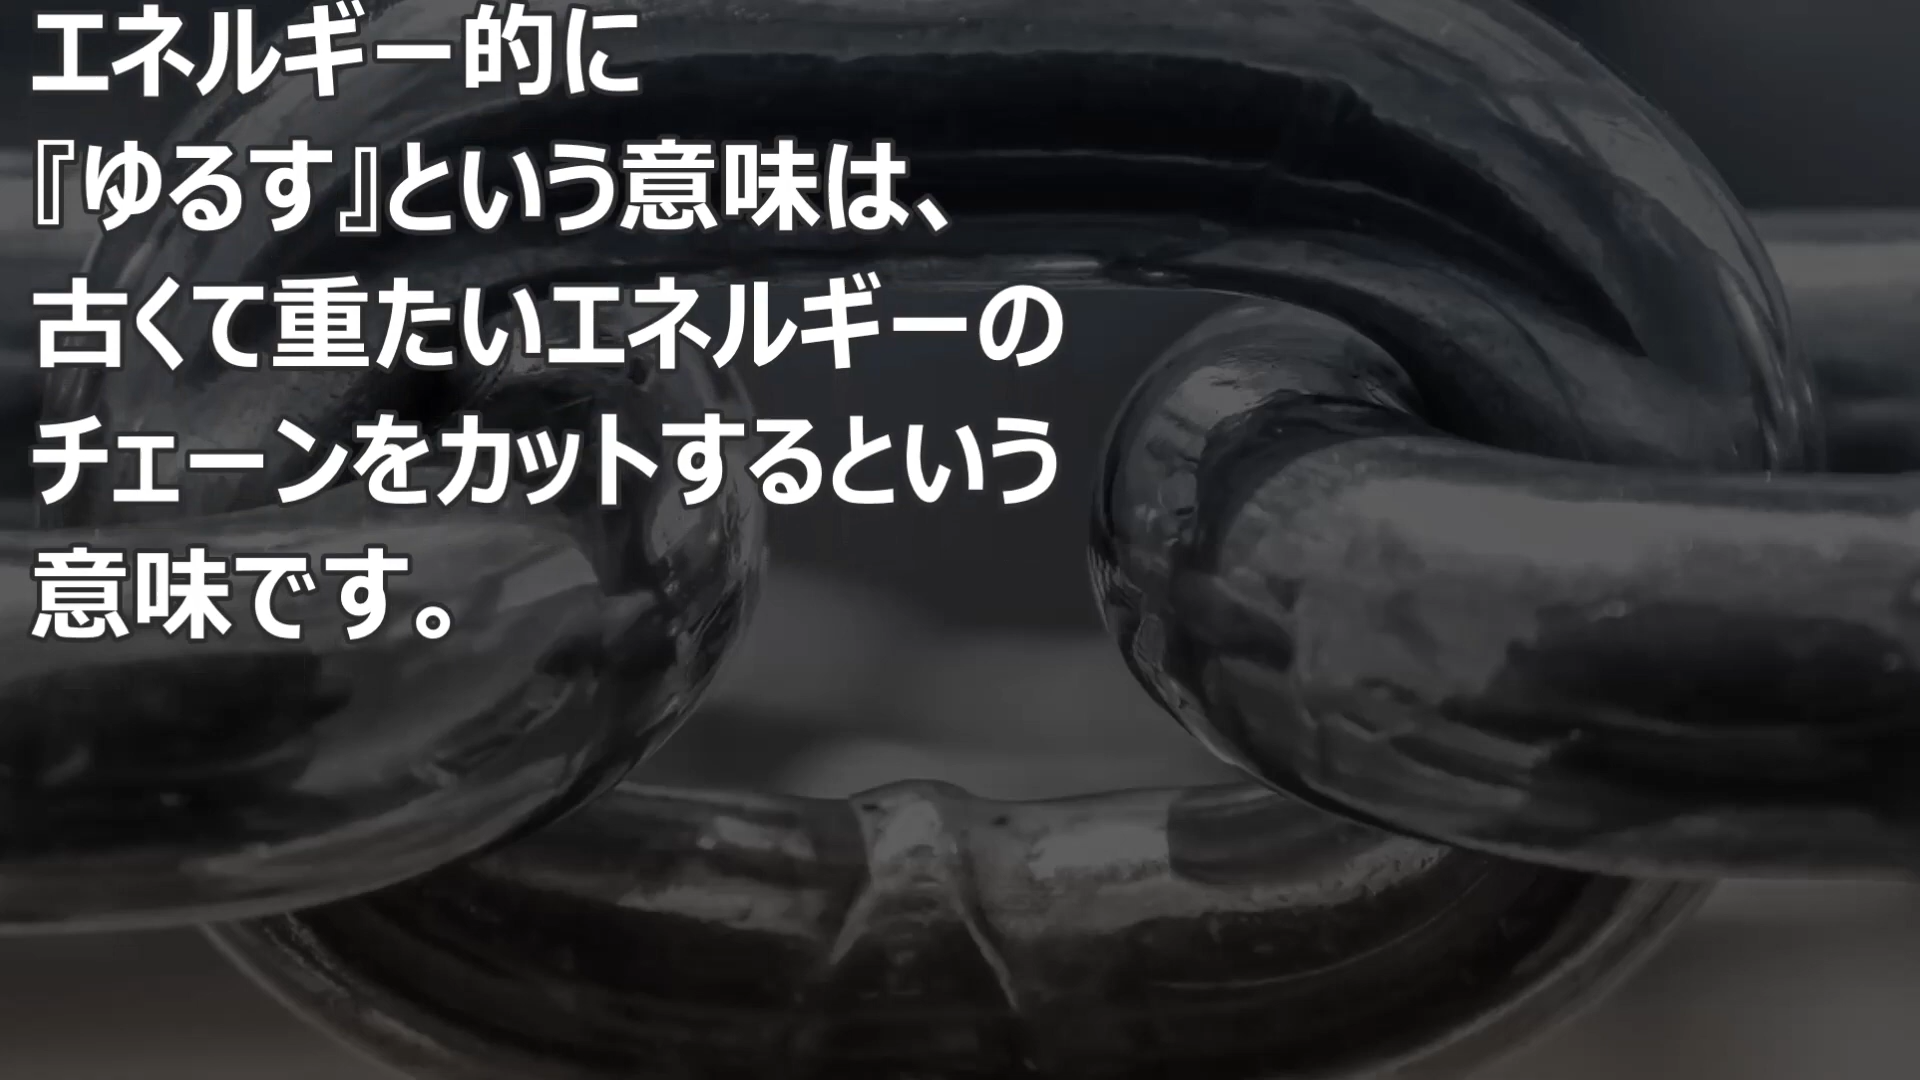 エネルギー的に
『ゆるす』という意味は、
古くて重たいエネルギーの
チェーンをカットするという
意味です。